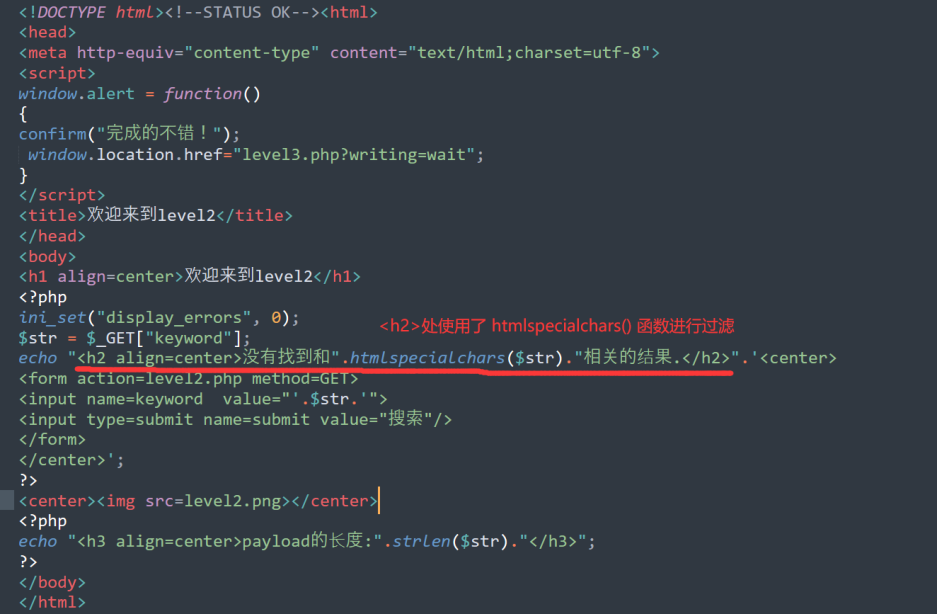 <!DOCTYPE html><!--STATUS OK--><html>
<head>
<meta http-equiv="content-type" content="text/html;charset=utf-8">
<script>
window.alert = function()
{
confirm("完成的不错！");
 window.location.href="level3.php?writing=wait";
}
</script>
<title>欢迎来到level2</title>
</head>
<body>
<h1 align=center>欢迎来到level2</h1>
<?php
ini_set("display_errors", 0);
<h2>处使用了 htmlspecialchars() 函数进行过滤
$str = $_GET["keyword"];
echo "<h2 align=center>没有找到和".htmlspecialchars($str)."相关的结果.</h2>".'<center>
<form action=level2.php method=GET>
<input name=keyword  value="'.$str.'">
<input type=submit name=submit value="搜索"/>
</form>
</center>';
?>
<center><img src=level2.png></center>
<?php
echo "<h3 align=center>payload的长度:".strlen($str)."</h3>";
?>
</body>
</html>